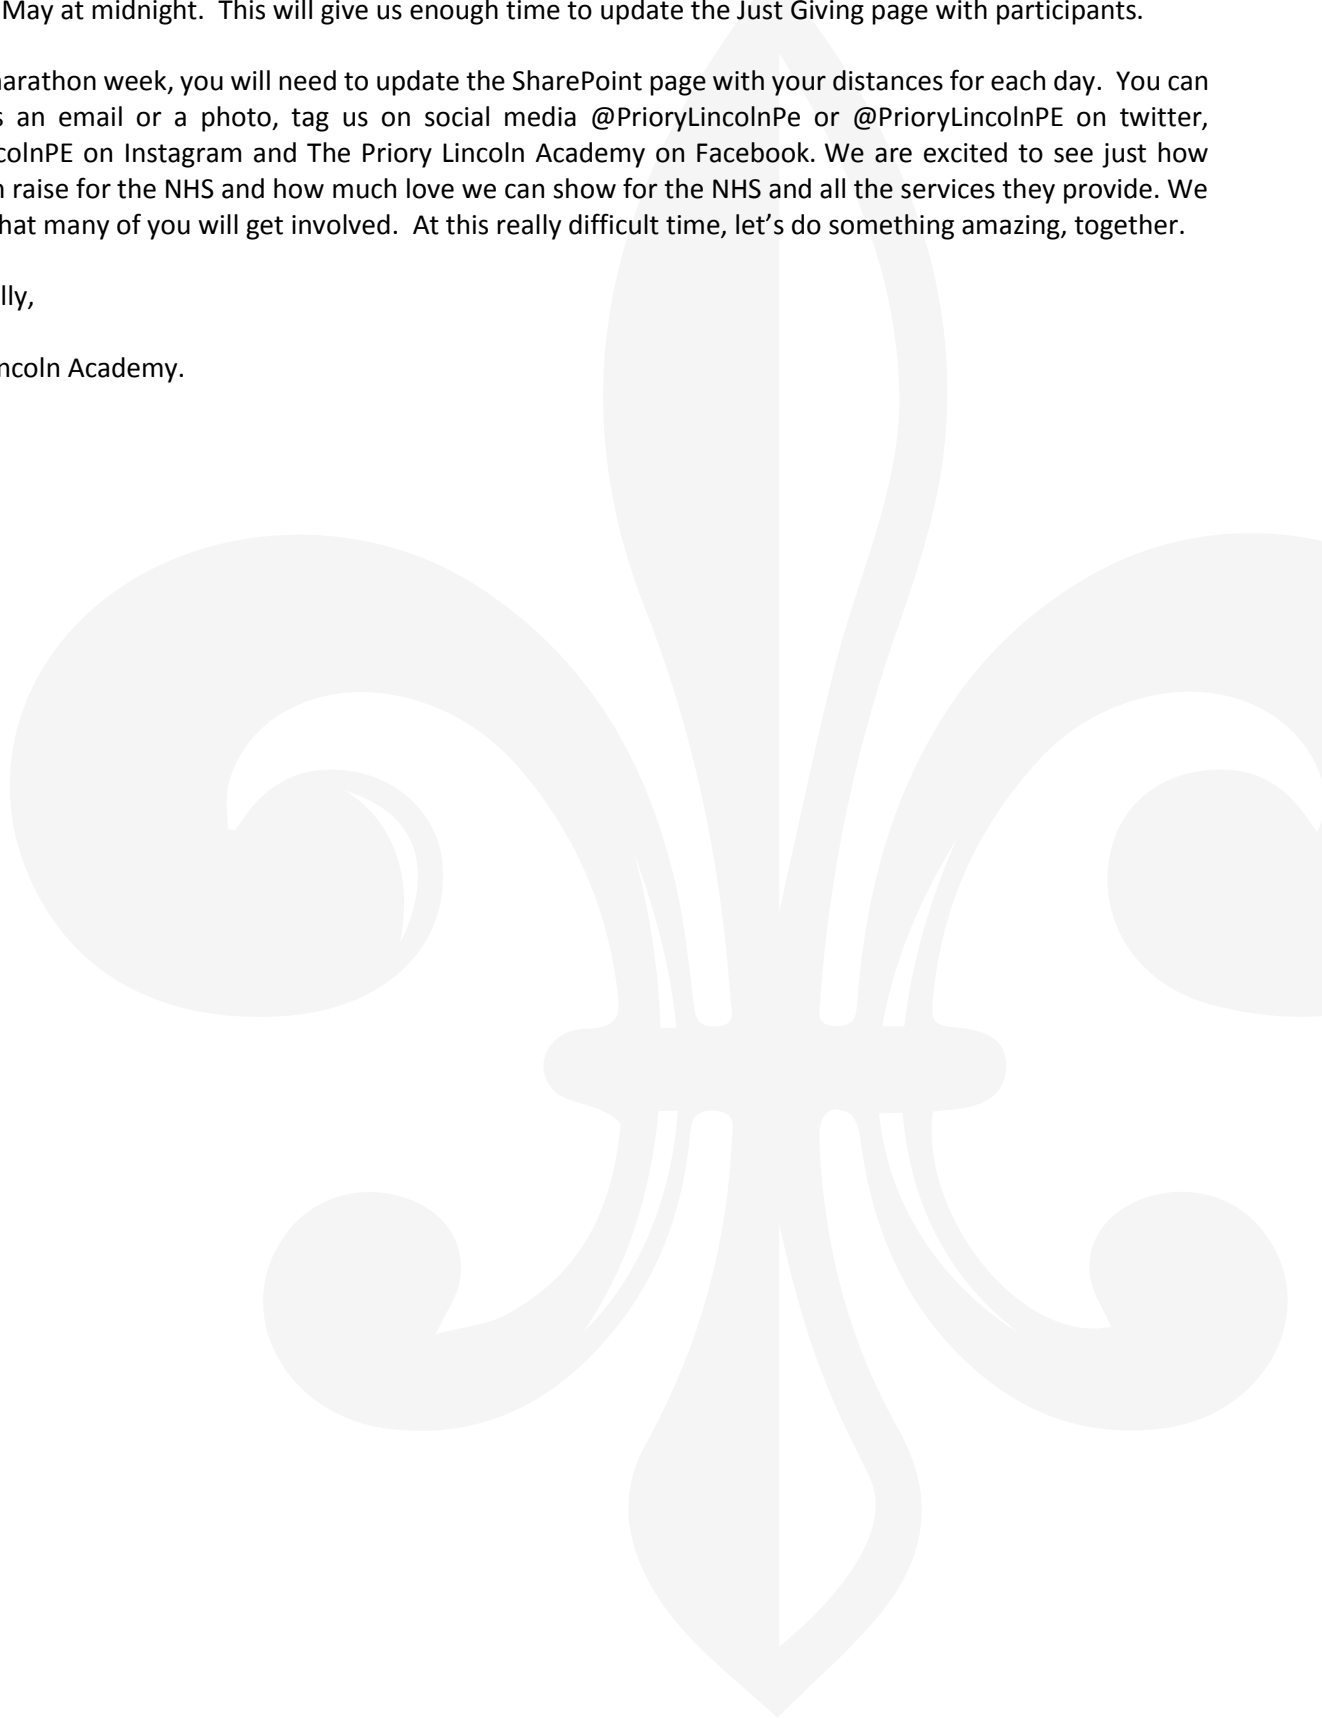 May at midnight. This will give us enough time to update the Just Giving page with participants.
arathon week, you will need to update the SharePoint page with your distances for each day. You can
s an email or a photo, tag us on social media @PrioryLincolnPe or @PrioryLincolnPE on twitter,
colnPE on Instagram and The Priory Lincoln Academy on Facebook. We are excited to see just how
n raise for the NHS and how much love we can show for the NHS and all the services they provide. We
hat many of you will get involved. At this really difficult time, let’s do something amazing, together.
lly,
ncoln Academy.